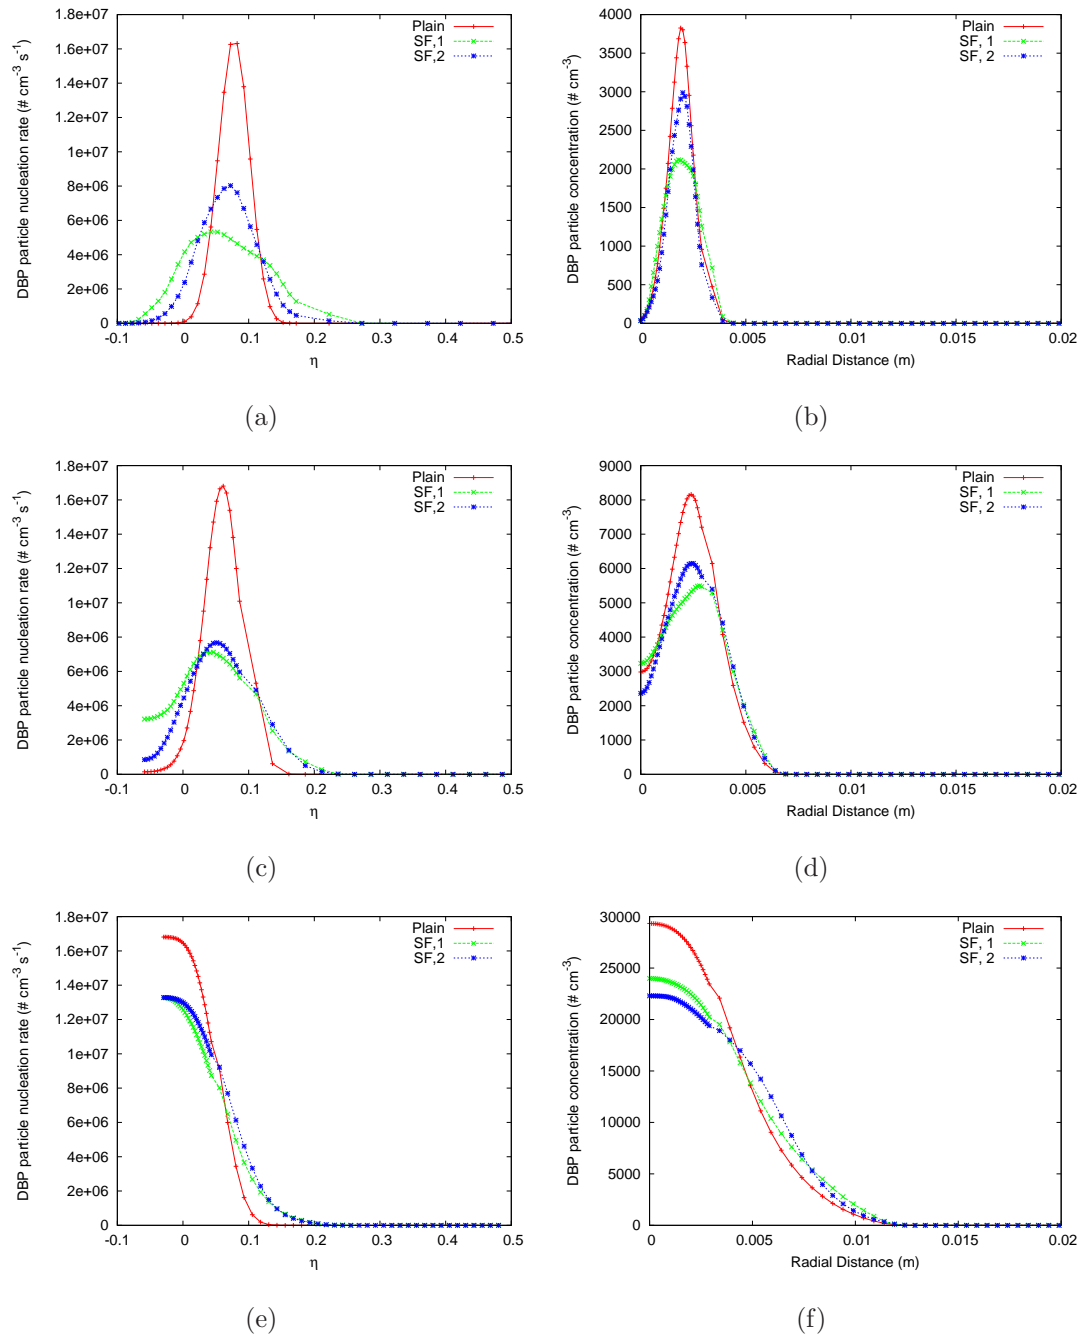 DBP particle nucleation rate (# cm-3 s-1)
1.8e+07
1.6e+07
1.4e+07
1.2e+07
1e+07
8e+06
6e+06
4e+06
2e+06
0
-0.1 0 0.1 0.2 0.3 0.4 0.5
η
Plain
SF,1
SF,2
(a)
DBP particle concentration (# cm-3)
4000
3500
3000
2500
2000
1500
1000
500
0
0 0.005 0.01 0.015 0.02
Radial Distance (m)
Plain
SF, 1
SF, 2
(b)
DBP particle nucleation rate (# cm-3 s-1)
1.8e+07
1.6e+07
1.4e+07
1.2e+07
1e+07
8e+06
6e+06
4e+06
2e+06
0
-0.1 0 0.1 0.2 0.3 0.4 0.5
η
Plain
SF,1
SF,2
(c)
DBP particle concentration (# cm-3)
9000
8000
7000
6000
5000
4000
3000
2000
1000
0
0 0.005 0.01 0.015 0.02
Radial Distance (m)
Plain
SF, 1
SF, 2
(d)
DBP particle nucleation rate (# cm-3 s-1)
1.8e+07
1.6e+07
1.4e+07
1.2e+07
1e+07
8e+06
6e+06
4e+06
2e+06
0
-0.1 0 0.1 0.2 0.3 0.4 0.5
η
Plain
SF,1
SF,2
(e)
DBP particle concentration (# cm-3)
30000
25000
20000
15000
10000
5000
0
0 0.005 0.01 0.015 0.02
Radial Distance (m)
Plain
SF, 1
SF, 2
(f)